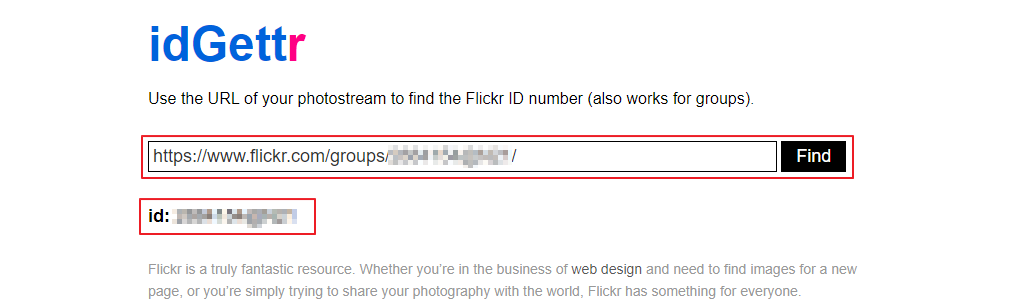 idGettr
Use the URL of your photostream to find the Flickr ID number (also works for groups).
https://www.flickr.com/groups/ /
Find
id:
Flickr is a truly fantastic resource. Whether you're in the business of web design and need to find images for a new
page, or you're simply trying to share your photography with the world, Flickr has something for everyone.